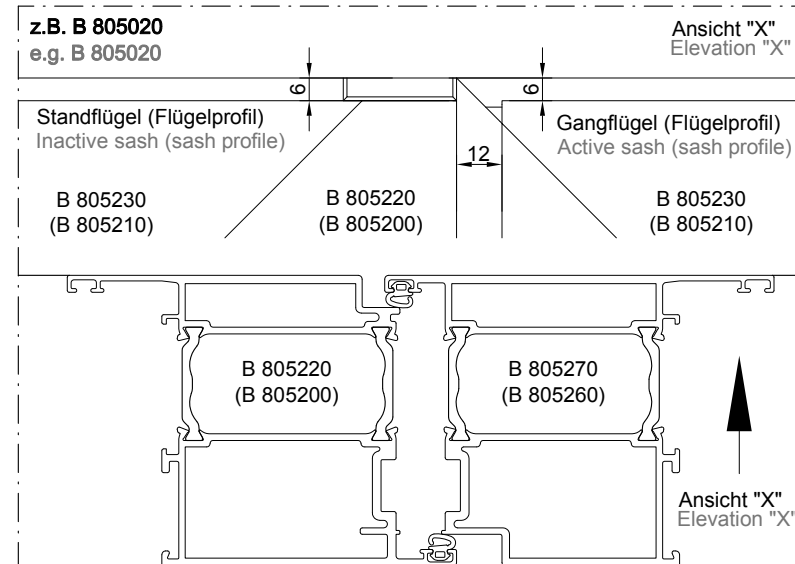 z.B. B 805020
e.g. B 805020
Ansicht "X"
Elevation "X"
6
6
Standflügel (Flügelprofil)
Inactive sash (sash profile)
Gangflügel (Flügelprofil)
Active sash (sash profile)
12
B 805230
(B 805210)
B 805220
(B 805200)
B 805230
(B 805210)
B 805220
(B 805200)
B 805270
(B 805260)
Ansicht "X"
Elevation "X"